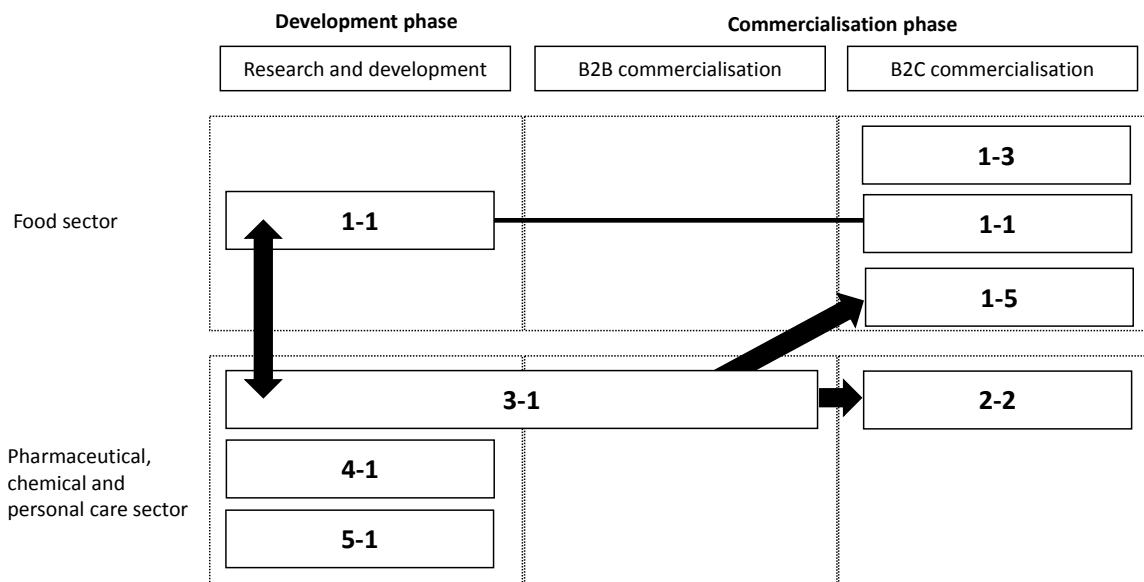 Development phase
Commercialisation phase
Research and development
B2B commercialisation
B2C commercialisation
1-3
Food sector
1-1
1-1
1-5
3-1
2-2
Pharmaceutical,
chemical and
personal care sector
4-1
5-1